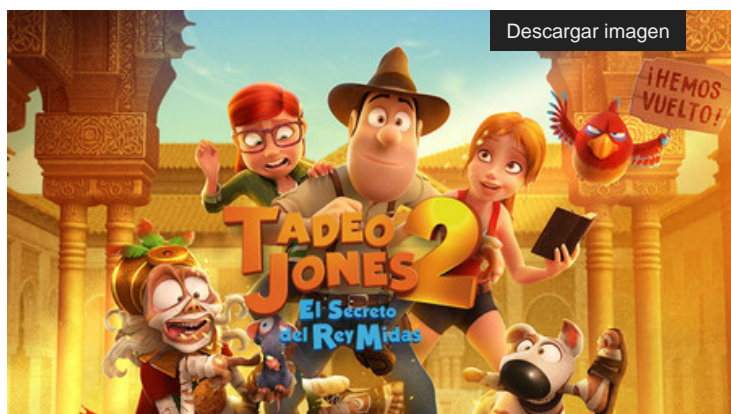 Descargar imagen
¡HEMOS
VUELTO!
TADEO
JONES 2
El Secreto
del Rey Midas